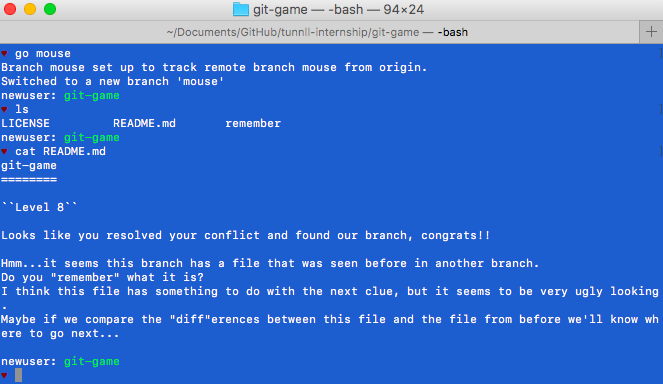 git-game — -bash — 94×24
~/Documents/GitHub/tunnll-internship/git-game — -bash
♥ go mouse
Branch mouse set up to track remote branch mouse from origin.
Switched to a new branch 'mouse'
newuser: git-game
♥ ls
LICENSE README.md remember
newuser: git-game
♥ cat README.md
git-game
========
``Level 8``
Looks like you resolved your conflict and found our branch, congrats!!
Hmm...it seems this branch has a file that was seen before in another branch.
Do you "remember" what it is?
I think this file has something to do with the next clue, but it seems to be very ugly looking
.
Maybe if we compare the "diff"erences between this file and the file from before we'll know wh
ere to go next...
newuser: git-game
♥